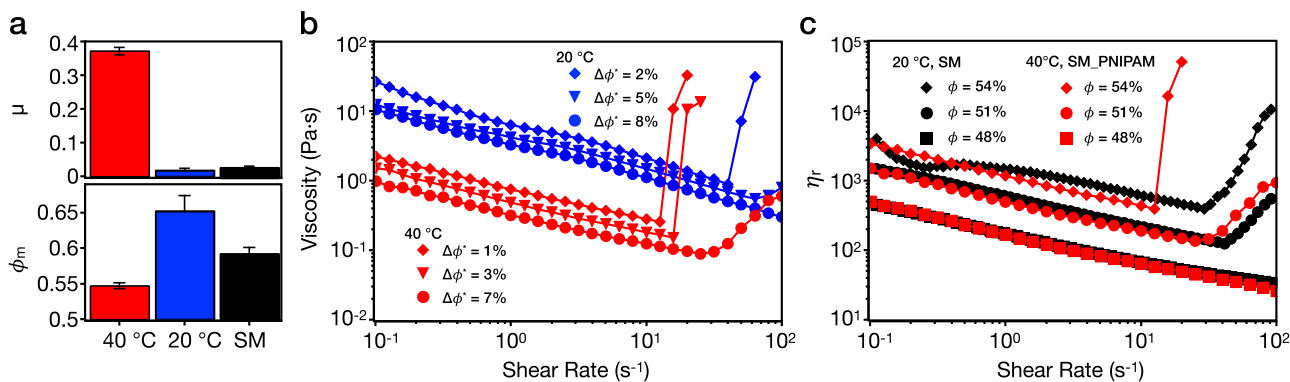 a
μ
0.4
0.3
0.2
0.1
0
ϕm
0.65
0.6
0.55
0.5
40 °C 20 °C SM
b
Viscosity (Pa·s)
10²
10¹
10⁰
10⁻¹
10⁻²
20 °C
Δϕ* = 2%
Δϕ* = 5%
Δϕ* = 8%
40 °C
Δϕ* = 1%
Δϕ* = 3%
Δϕ* = 7%
10⁻¹ 10⁰ 10¹ 10²
Shear Rate (s⁻¹)
c
ηr
10⁵
10⁴
10³
10²
10¹
20 °C, SM 40°C, SM_PNIPAM
ϕ = 54% ϕ = 54%
ϕ = 51% ϕ = 51%
ϕ = 48% ϕ = 48%
10⁻¹ 10⁰ 10¹ 10²
Shear Rate (s⁻¹)